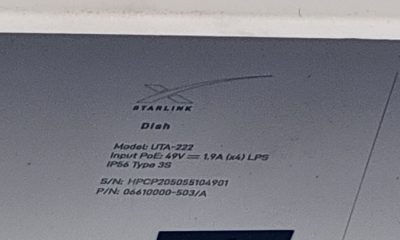 STARLINK
Dish
Model: UTA-222
Input PoE: 49V ⎓ 1.9A (x4) LPS
IP56 Type 3S
S/N: HPCP205055104901
P/N: 06610000-503/A